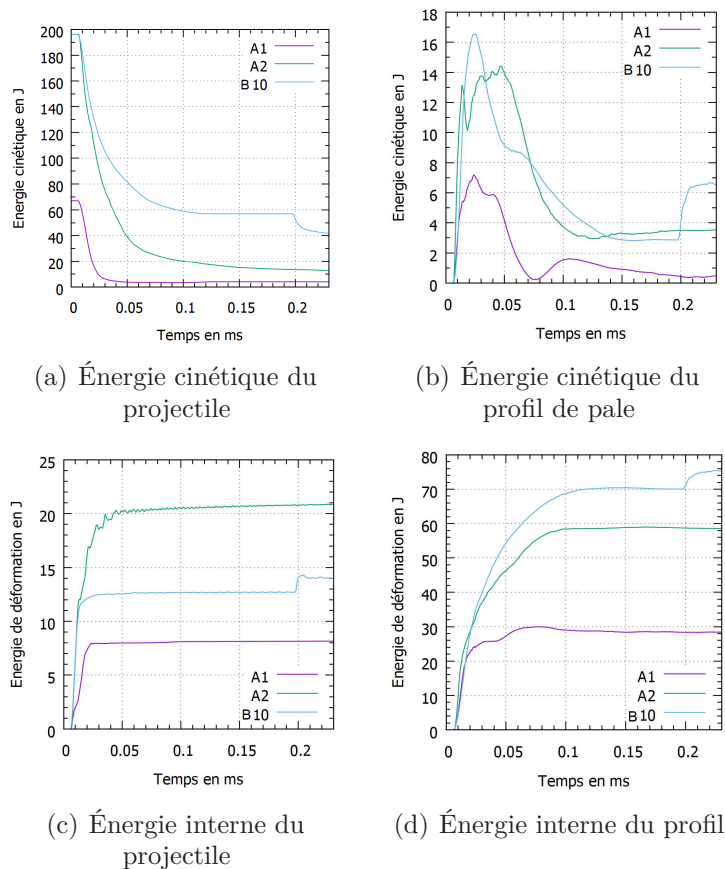 Energie cinétique en J
200
180
160
140
120
100
80
60
40
20
0
A1
A2
B 10
0
0.05
0.1
0.15
0.2
Temps en ms
(a) Énergie cinétique du
projectile
Energie cinétique en J
18
16
14
12
10
8
6
4
2
0
A1
A2
B 10
0
0.05
0.1
0.15
0.2
Temps en ms
(b) Énergie cinétique du
profil de pale
Energie de déformation en J
25
20
15
10
5
0
A1
A2
B 10
0
0.05
0.1
0.15
0.2
Temps en ms
(c) Énergie interne du
projectile
Energie de déformation en J
80
70
60
50
40
30
20
10
0
A1
A2
B 10
0
0.05
0.1
0.15
0.2
Temps en ms
(d) Énergie interne du profil